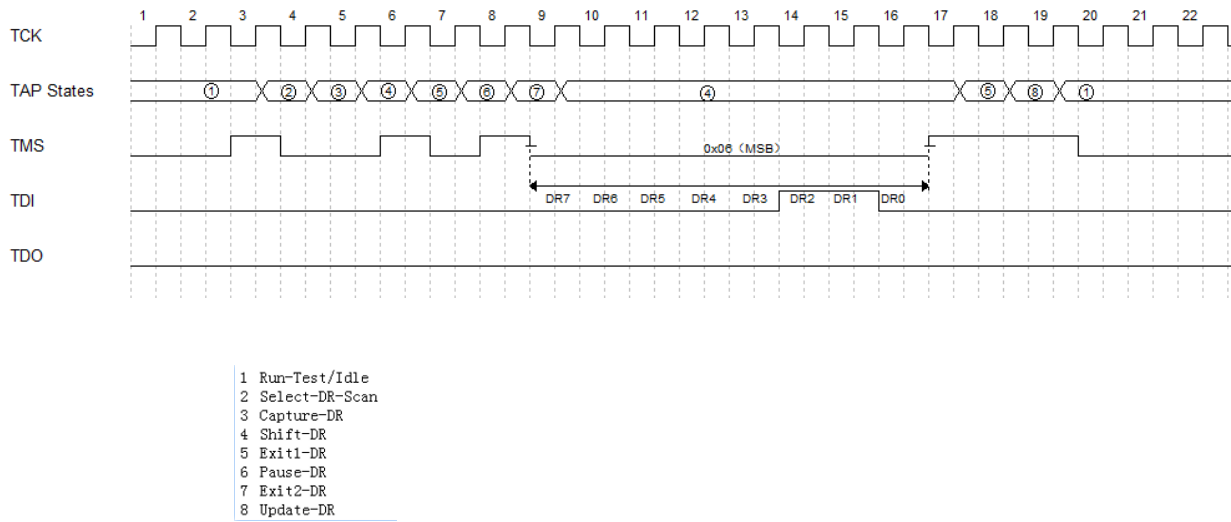 1 2 3 4 5 6 7 8 9 10 11 12 13 14 15 16 17 18 19 20 21 22
TCK
TAP States ① ② ③ ④ ⑤ ⑥ ⑦ ④ ⑤ ⑧ ①
TMS
0x06（MSB）
TDI
DR7 DR6 DR5 DR4 DR3 DR2 DR1 DR0
TDO
1 Run-Test/Idle
2 Select-DR-Scan
3 Capture-DR
4 Shift-DR
5 Exit1-DR
6 Pause-DR
7 Exit2-DR
8 Update-DR